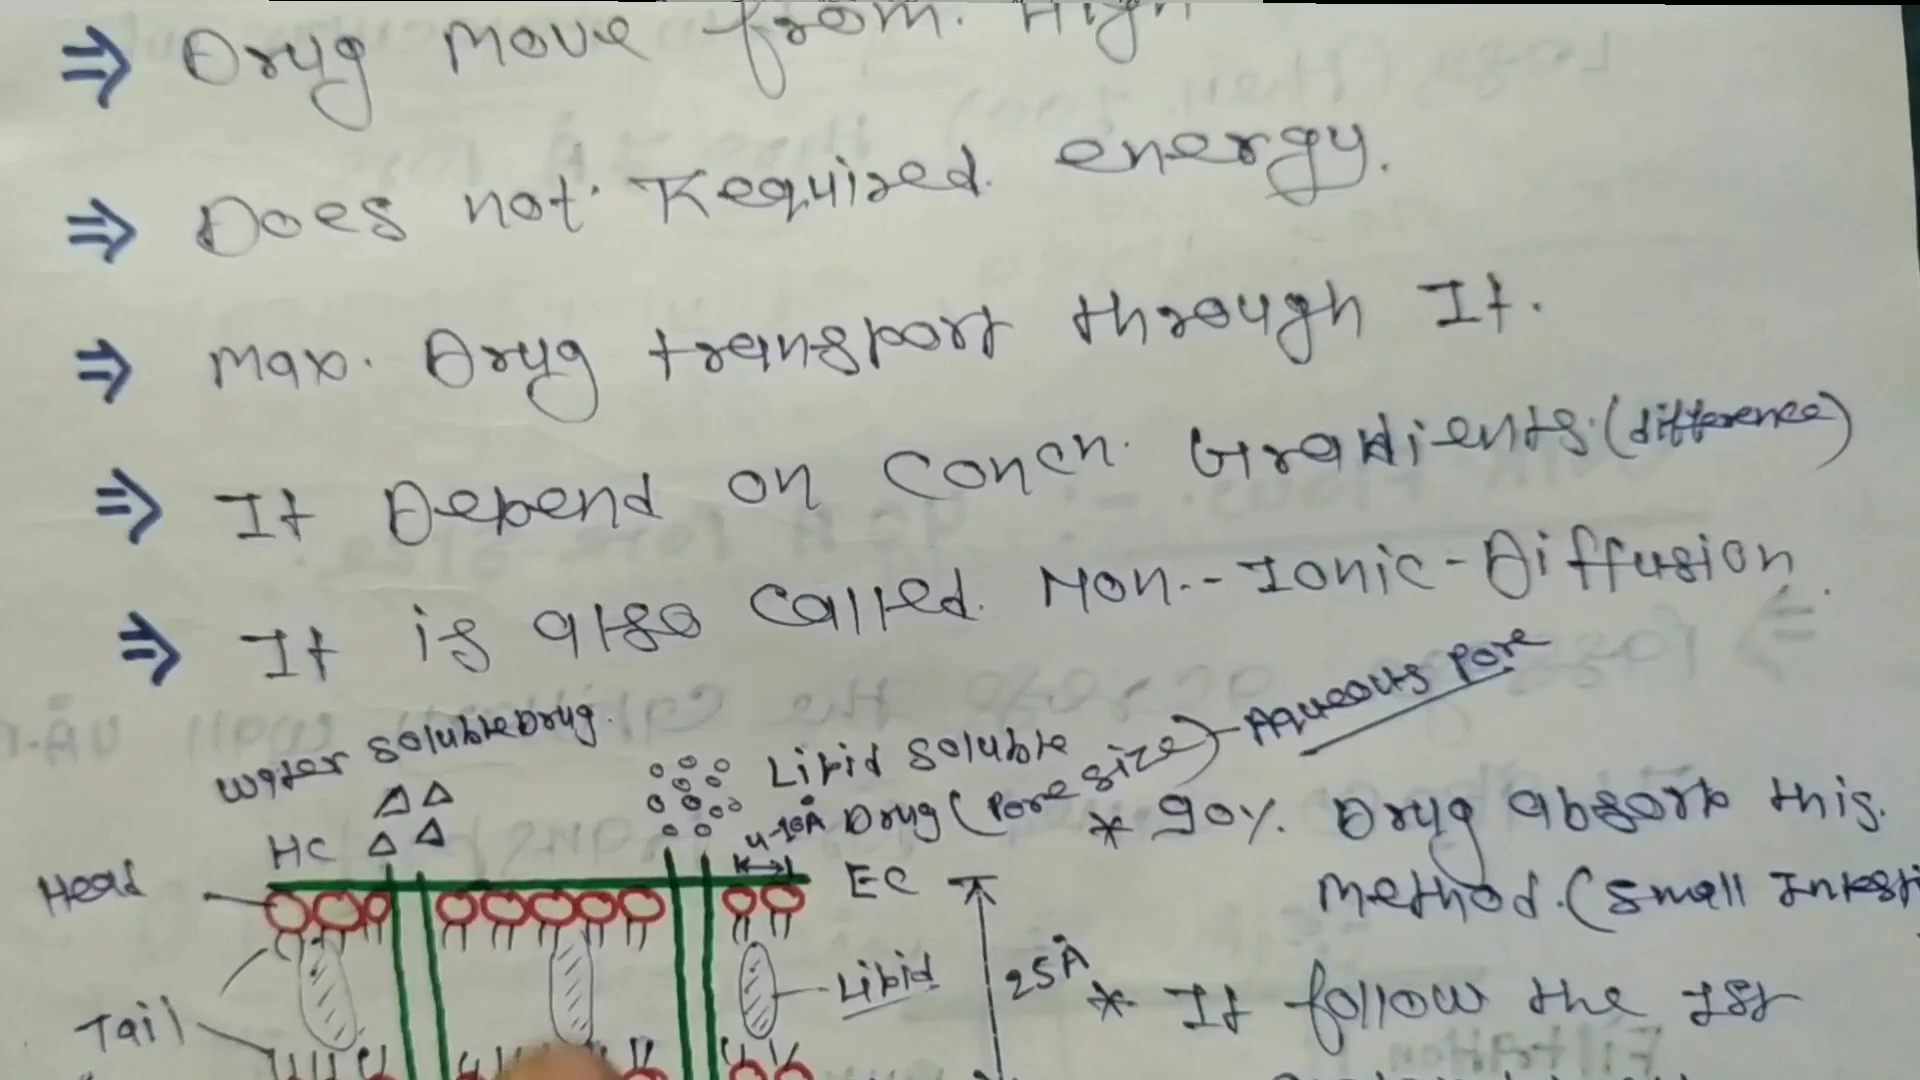 ⇒ Drug move from. High
⇒ Does not Required. energy.
⇒ Max. Drug transport through It.
⇒ It Depend on Concn. Gradients. (difference)
⇒ It is also called. Non-Ionic-Diffusion.
Water Soluble Drug.
Lipid Soluble
Drug (Pore size) - Aqueous Pore
4-10Å
* 90%. Drug absorb this.
HC
Head
EC
Method. (Small Intesti
Lipid
25Å
* It follow the 1st
Tail